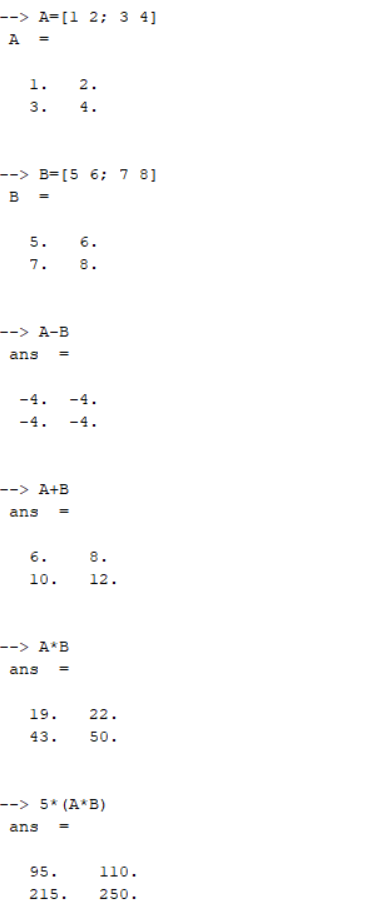 --> A=[1 2; 3 4]
A =
1. 2.
3. 4.
--> B=[5 6; 7 8]
B =
5. 6.
7. 8.
--> A-B
ans =
-4. -4.
-4. -4.
--> A+B
ans =
6. 8.
10. 12.
--> A*B
ans =
19. 22.
43. 50.
--> 5*(A*B)
ans =
95. 110.
215. 250.